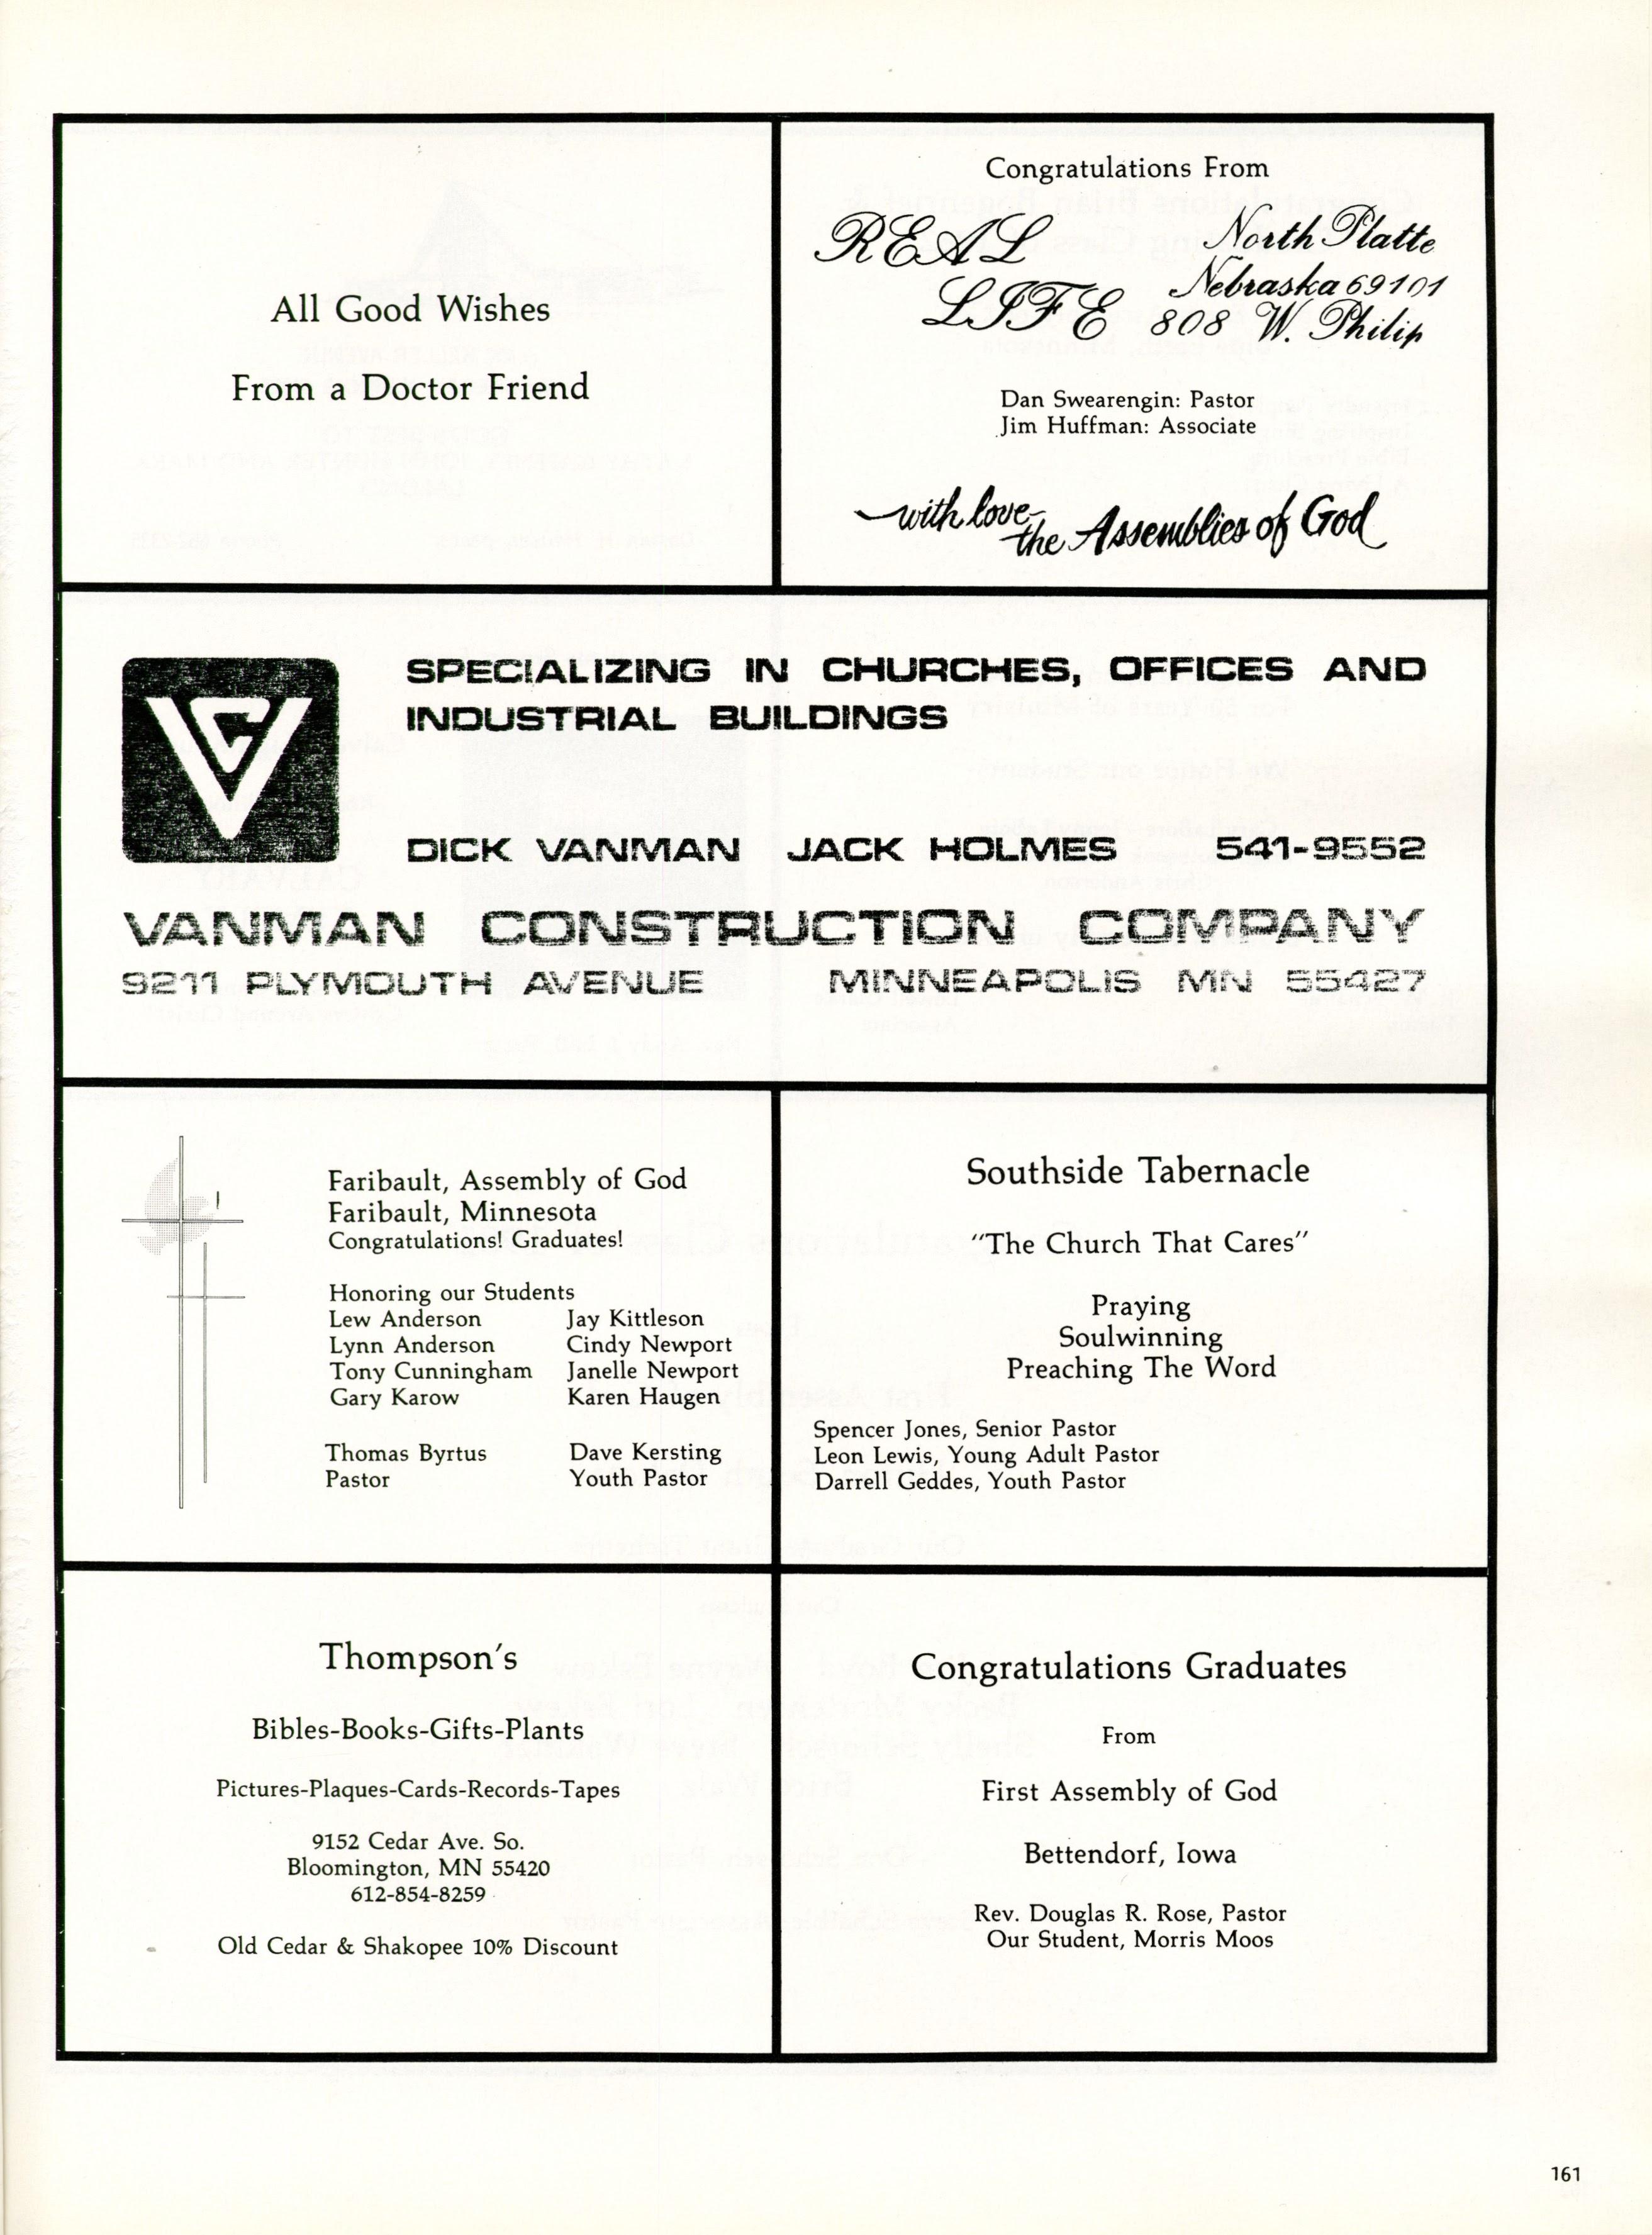 All Good Wishes
From a Doctor Friend
Congratulations From
REAL
LIFE
North Platte
Nebraska 69101
808 W. Philip
Dan Swearengin: Pastor
Jim Huffman: Associate
with love-
the Assemblies of God
VC
SPECIALIZING IN CHURCHES, OFFICES AND
INDUSTRIAL BUILDINGS
DICK VANMAN JACK HOLMES 541-9552
VANMAN CONSTRUCTION COMPANY
9211 PLYMOUTH AVENUE MINNEAPOLIS MN 55427
Faribault, Assembly of God
Faribault, Minnesota
Congratulations! Graduates!
Honoring our Students
Lew Anderson Jay Kittleson
Lynn Anderson Cindy Newport
Tony Cunningham Janelle Newport
Gary Karow Karen Haugen
Thomas Byrtus Dave Kersting
Pastor Youth Pastor
Southside Tabernacle
"The Church That Cares"
Praying
Soulwinning
Preaching The Word
Spencer Jones, Senior Pastor
Leon Lewis, Young Adult Pastor
Darrell Geddes, Youth Pastor
Thompson's
Bibles-Books-Gifts-Plants
Pictures-Plaques-Cards-Records-Tapes
9152 Cedar Ave. So.
Bloomington, MN 55420
612-854-8259
Old Cedar & Shakopee 10% Discount
Congratulations Graduates
From
First Assembly of God
Bettendorf, Iowa
Rev. Douglas R. Rose, Pastor
Our Student, Morris Moos
161